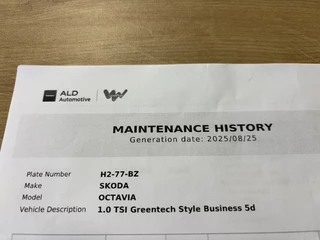 ALD
Automotive
MAINTENANCE HISTORY
Generation date: 2025/08/25
Plate Number H2-77-BZ
Make SKODA
Model OCTAVIA
Vehicle Description 1.0 TSI Greentech Style Business 5d